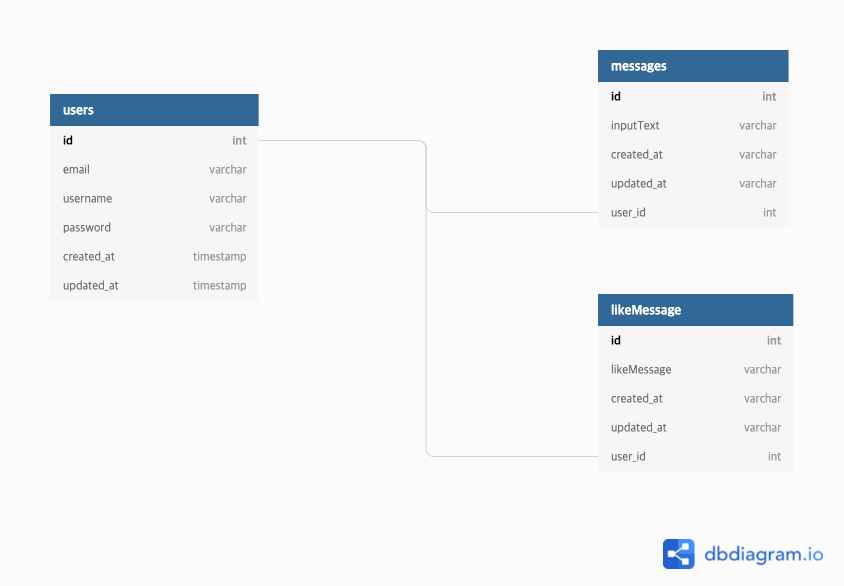 users
id int
email varchar
username varchar
password varchar
created_at timestamp
updated_at timestamp
messages
id int
inputText varchar
created_at varchar
updated_at varchar
user_id int
likeMessage
id int
likeMessage varchar
created_at varchar
updated_at varchar
user_id int
dbdiagram.io